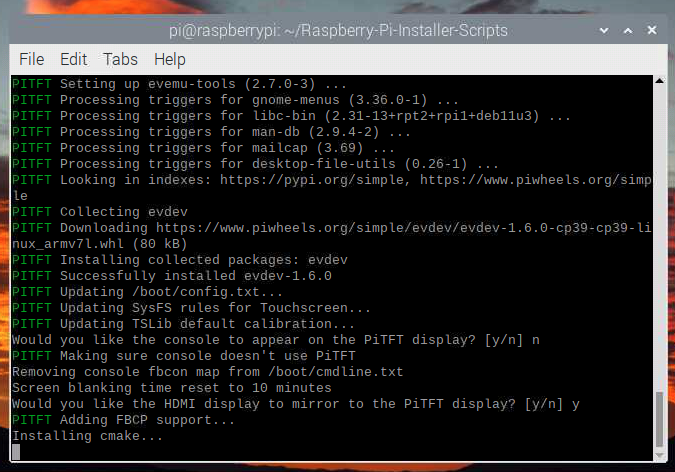 pi@raspberrypi: ~/Raspberry-Pi-Installer-Scripts
File Edit Tabs Help
PITFT Setting up evemu-tools (2.7.0-3) ...
PITFT Processing triggers for gnome-menus (3.36.0-1) ...
PITFT Processing triggers for libc-bin (2.31-13+rpt2+rpi1+deb11u3) ...
PITFT Processing triggers for man-db (2.9.4-2) ...
PITFT Processing triggers for mailcap (3.69) ...
PITFT Processing triggers for desktop-file-utils (0.26-1) ...
PITFT Looking in indexes: https://pypi.org/simple, https://www.piwheels.org/simp
le
PITFT Collecting evdev
PITFT Downloading https://www.piwheels.org/simple/evdev/evdev-1.6.0-cp39-cp39-li
nux_armv7l.whl (80 kB)
PITFT Installing collected packages: evdev
PITFT Successfully installed evdev-1.6.0
PITFT Updating /boot/config.txt...
PITFT Updating SysFS rules for Touchscreen...
PITFT Updating TSLib default calibration...
Would you like the console to appear on the PiTFT display? [y/n] n
PITFT Making sure console doesn't use PiTFT
Removing console fbcon map from /boot/cmdline.txt
Screen blanking time reset to 10 minutes
Would you like the HDMI display to mirror to the PiTFT display? [y/n] y
PITFT Adding FBCP support...
Installing cmake...